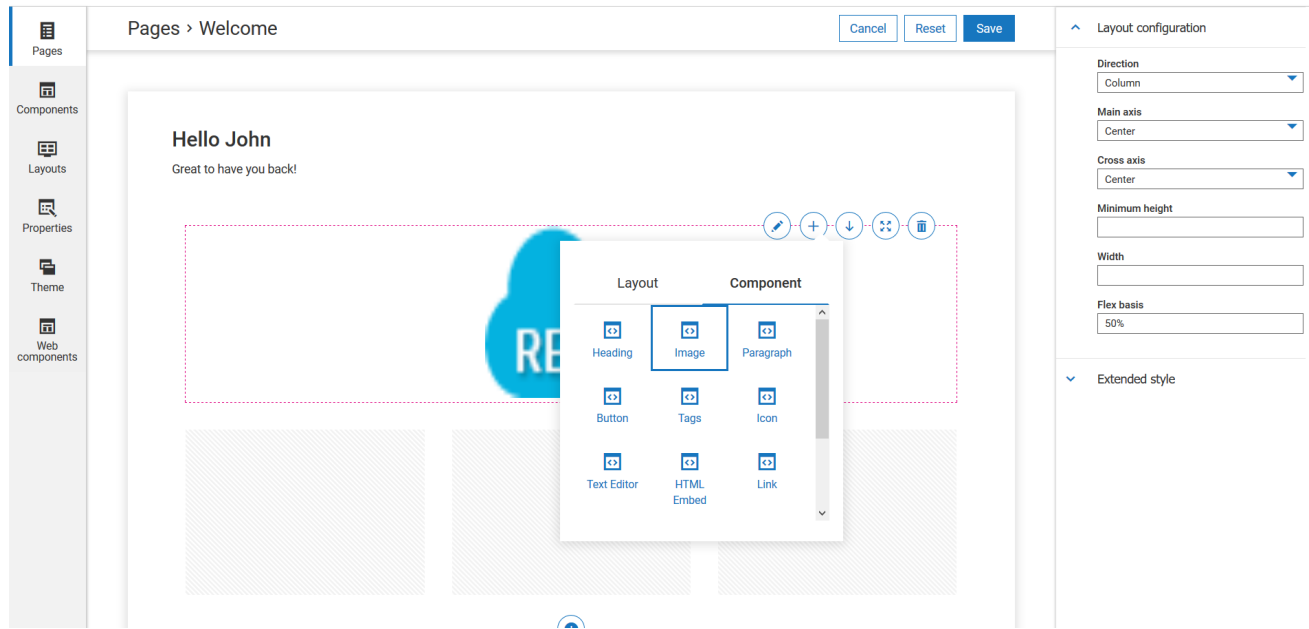 Pages
Components
Layouts
Properties
Theme
Web
components
Pages › Welcome
Cancel
Reset
Save
Hello John
Great to have you back!
RE
Layout
Component
Heading
Image
Paragraph
Button
Tags
Icon
Text Editor
HTML
Embed
Link
Layout configuration
Direction
Column
Main axis
Center
Cross axis
Center
Minimum height
Width
Flex basis
50%
Extended style